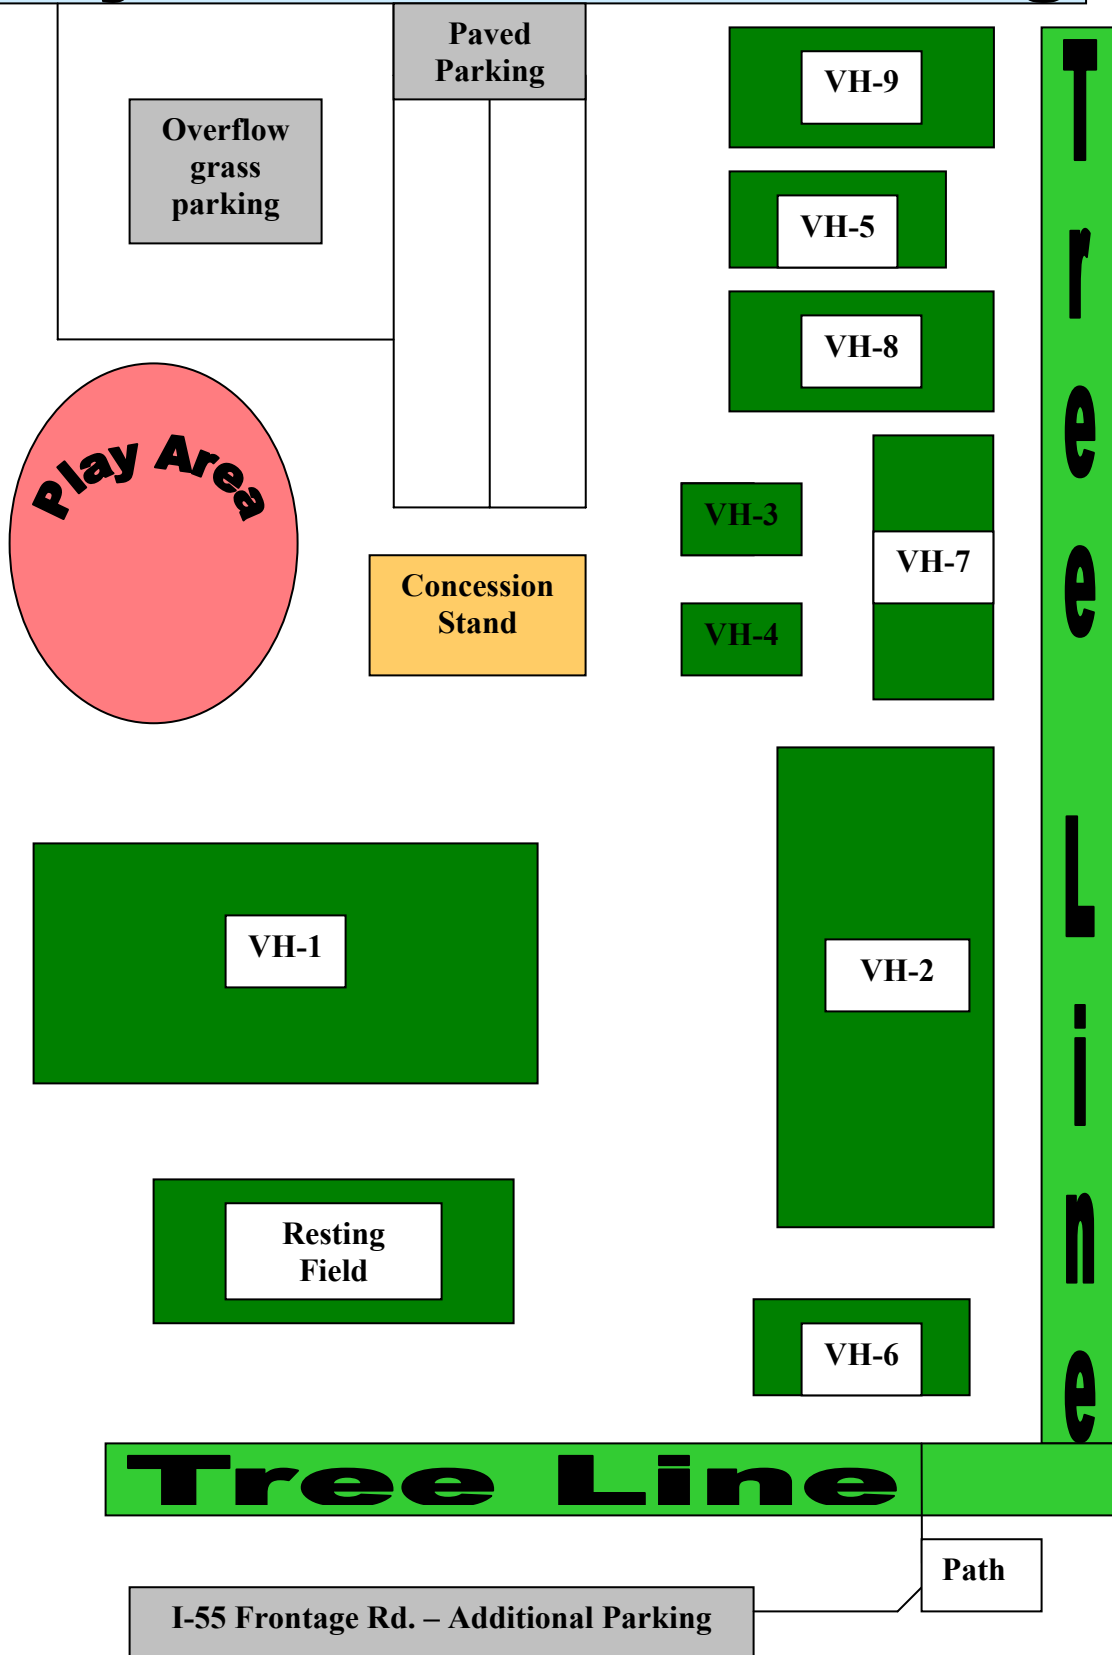 Paved
Parking
VH-9
Overflow
grass
parking
VH-5
VH-8
Play Area
VH-3
VH-7
Concession
Stand
VH-4
VH-1
VH-2
Resting
Field
VH-6
Tree Line
Tree Line
Path
I-55 Frontage Rd. – Additional Parking